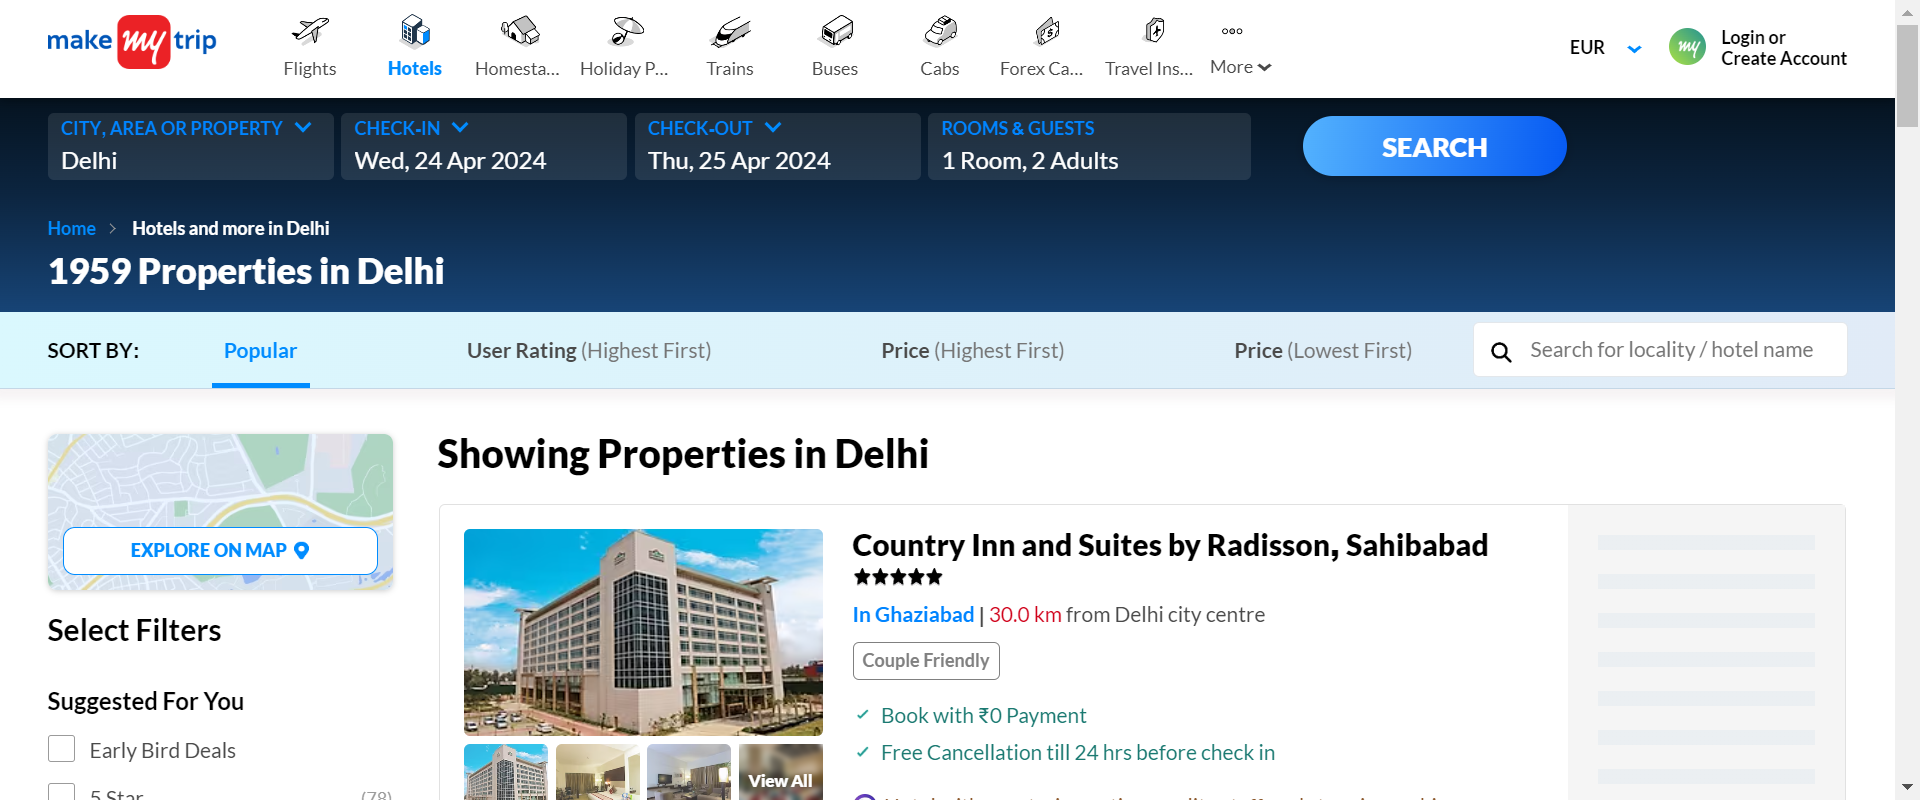 make my trip
Flights
Hotels
Homesta...
Holiday P...
Trains
Buses
Cabs
Forex Ca...
Travel Ins...
More
EUR
my
Login or
Create Account
CITY, AREA OR PROPERTY
Delhi
CHECK-IN
Wed, 24 Apr 2024
CHECK-OUT
Thu, 25 Apr 2024
ROOMS & GUESTS
1 Room, 2 Adults
SEARCH
Home
Hotels and more in Delhi
1959 Properties in Delhi
SORT BY:
Popular
User Rating (Highest First)
Price (Highest First)
Price (Lowest First)
Search for locality / hotel name
EXPLORE ON MAP
Select Filters
Suggested For You
Early Bird Deals
5 Star (78)
Showing Properties in Delhi
Country Inn and Suites by Radisson, Sahibabad
In Ghaziabad | 30.0 km from Delhi city centre
Couple Friendly
Book with ₹0 Payment
Free Cancellation till 24 hrs before check in
View All